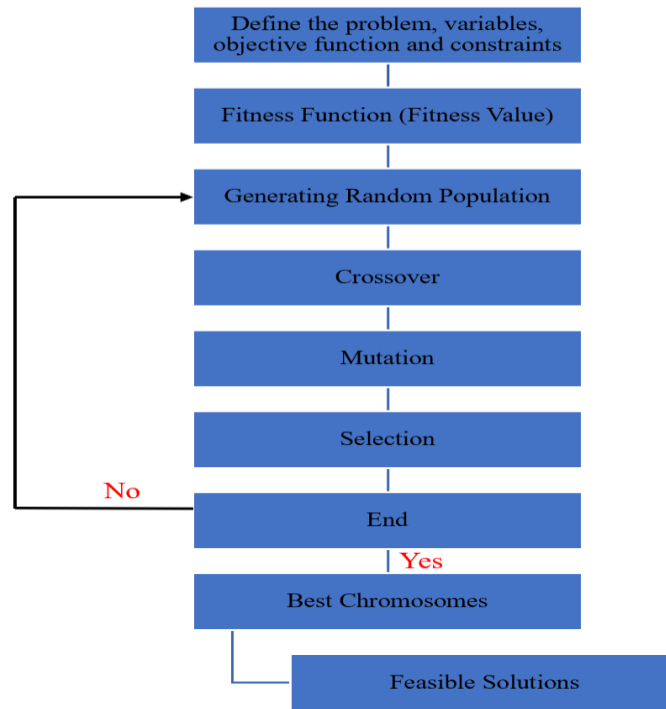 Define the problem, variables,
objective function and constraints
Fitness Function (Fitness Value)
Generating Random Population
Crossover
Mutation
Selection
No
End
Yes
Best Chromosomes
Feasible Solutions